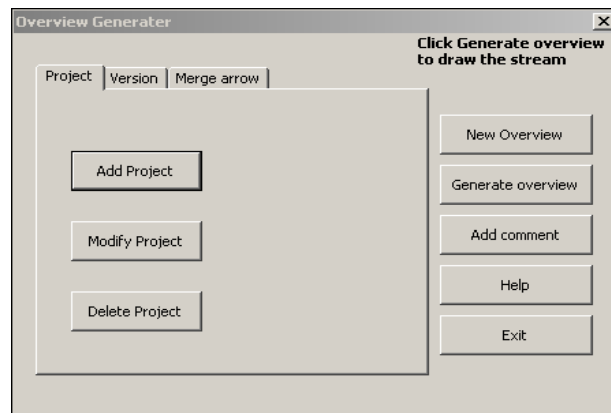 Overview Generater
Click Generate overview
to draw the stream
Project
Version
Merge arrow
Add Project
Modify Project
Delete Project
New Overview
Generate overview
Add comment
Help
Exit